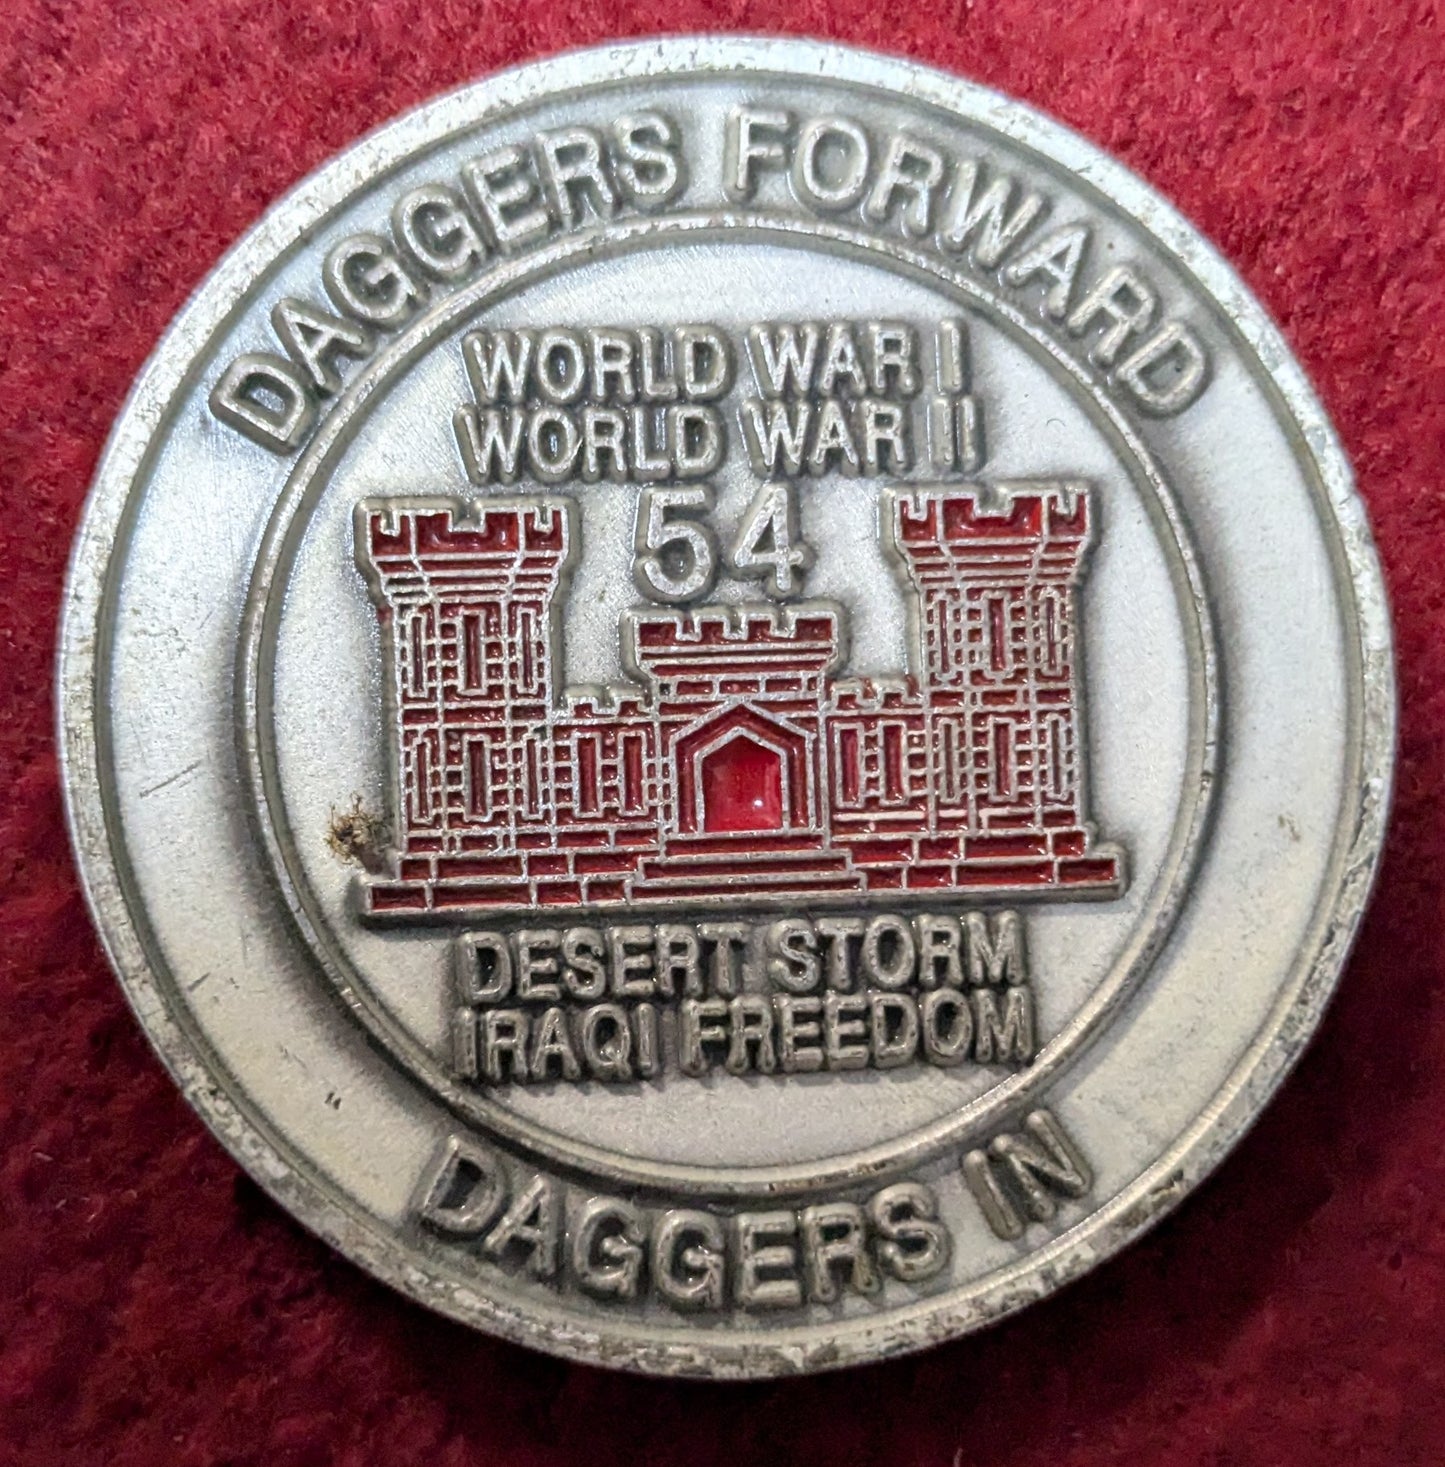 DAGGERS FORWARD
WORLD WAR I
WORLD WAR II
54
DESERT STORM
IRAQI FREEDOM
DAGGERS IN